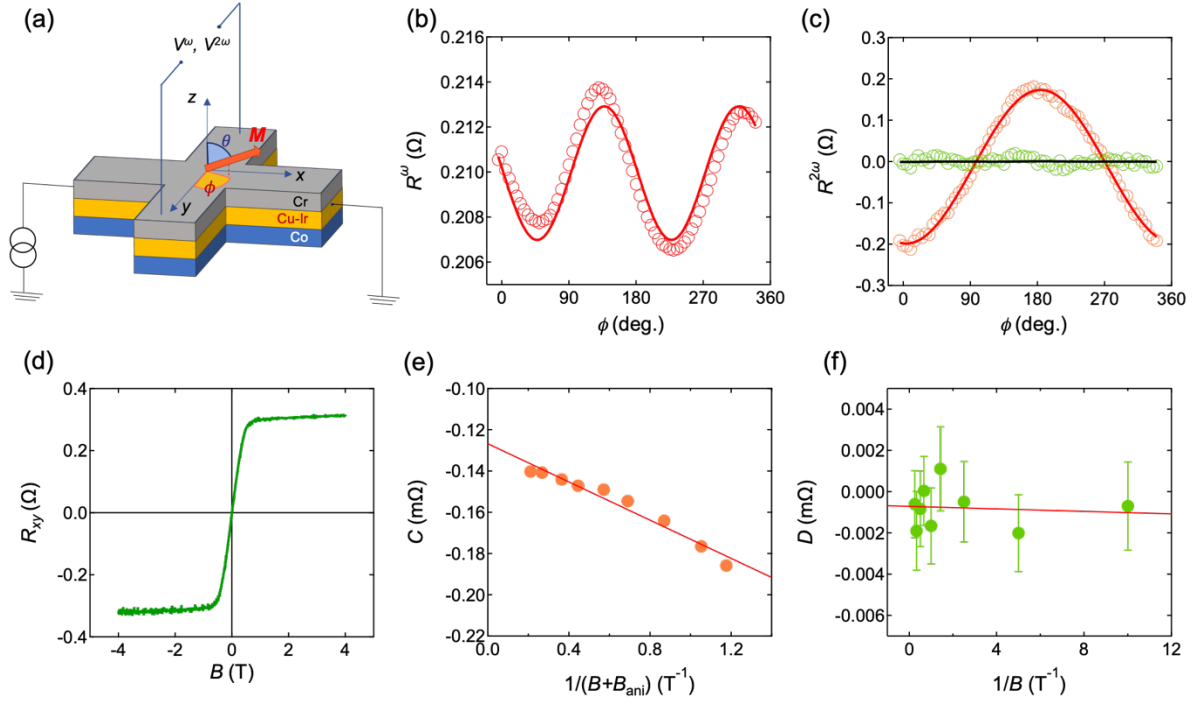 (a)
V^ω, V^2ω
z
θ
M
x
ϕ
y
Cr
Cu-Ir
Co
(b)
R^ω (Ω)
0.216
0.214
0.212
0.210
0.208
0.206
0
90
180
270
360
ϕ (deg.)
(c)
R^2ω (Ω)
0.3
0.2
0.1
0.0
-0.1
-0.2
-0.3
0
90
180
270
360
ϕ (deg.)
(d)
R_xy (Ω)
0.4
0.2
0.0
-0.2
-0.4
-4
-2
0
2
4
B (T)
(e)
C (mΩ)
-0.10
-0.12
-0.14
-0.16
-0.18
-0.20
-0.22
0.0
0.4
0.8
1.2
1/(B+B_ani) (T^-1)
(f)
D (mΩ)
0.004
0.002
0.000
-0.002
-0.004
-0.006
0
4
8
12
1/B (T^-1)